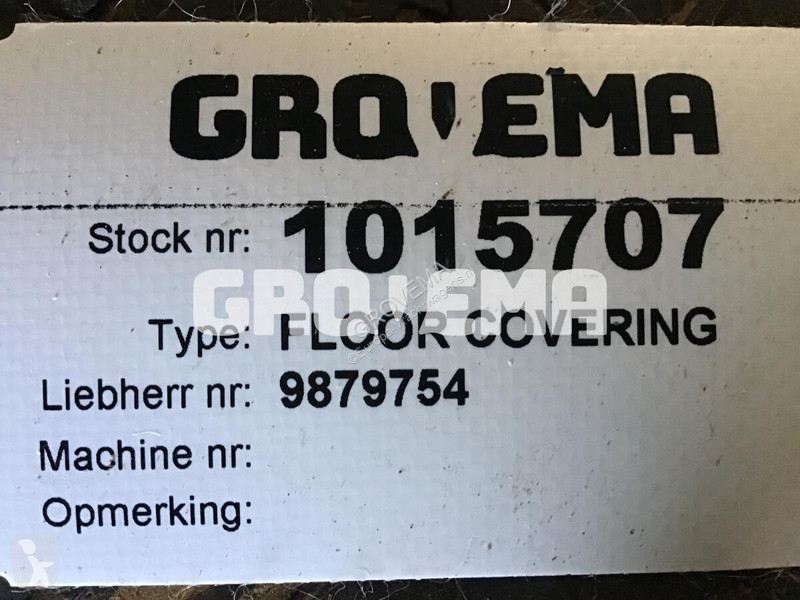 GROVEMA
Stock nr: 1015707
GROVEMA
Type: FLOOR COVERING
Liebherr nr: 9879754
Machine nr:
Opmerking: